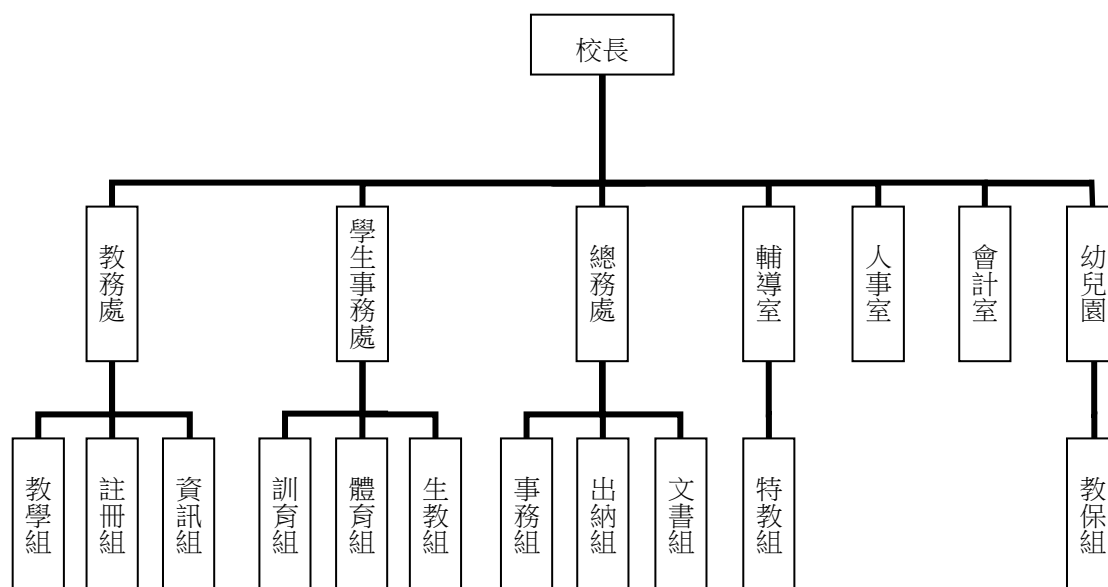 校長
教務處
學生事務處
總務處
輔導室
人事室
會計室
幼兒園
教學組
註冊組
資訊組
訓育組
體育組
生教組
事務組
出納組
文書組
特教組
教保組